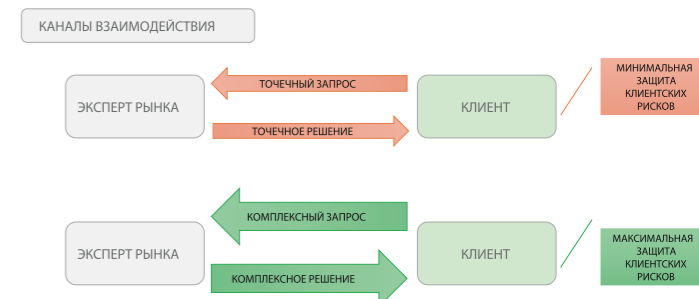 КАНАЛЫ ВЗАИМОДЕЙСТВИЯ
ЭКСПЕРТ РЫНКА
ТОЧЕЧНЫЙ ЗАПРОС
ТОЧЕЧНОЕ РЕШЕНИЕ
КЛИЕНТ
МИНИМАЛЬНАЯ
ЗАЩИТА
КЛИЕНТСКИХ
РИСКОВ
ЭКСПЕРТ РЫНКА
КОМПЛЕКСНЫЙ ЗАПРОС
КОМПЛЕКСНОЕ РЕШЕНИЕ
КЛИЕНТ
МАКСИМАЛЬНАЯ
ЗАЩИТА
КЛИЕНТСКИХ
РИСКОВ